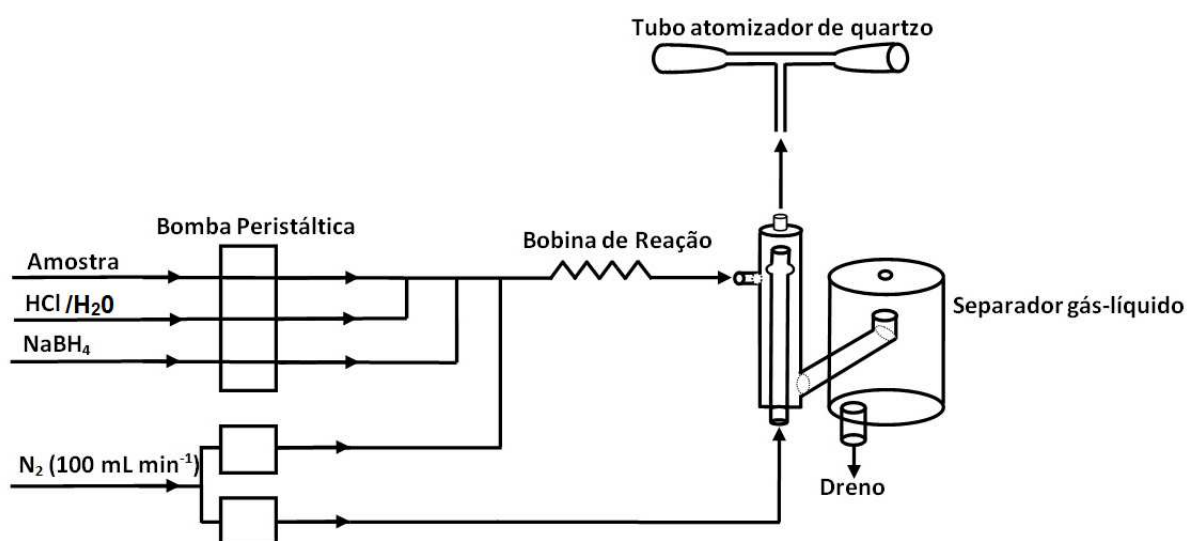 Tubo atomizador de quartzo
Bomba Peristáltica
Bobina de Reação
Amostra
HCl /H₂0
NaBH₄
Separador gás-líquido
N₂ (100 mL min⁻¹)
Dreno